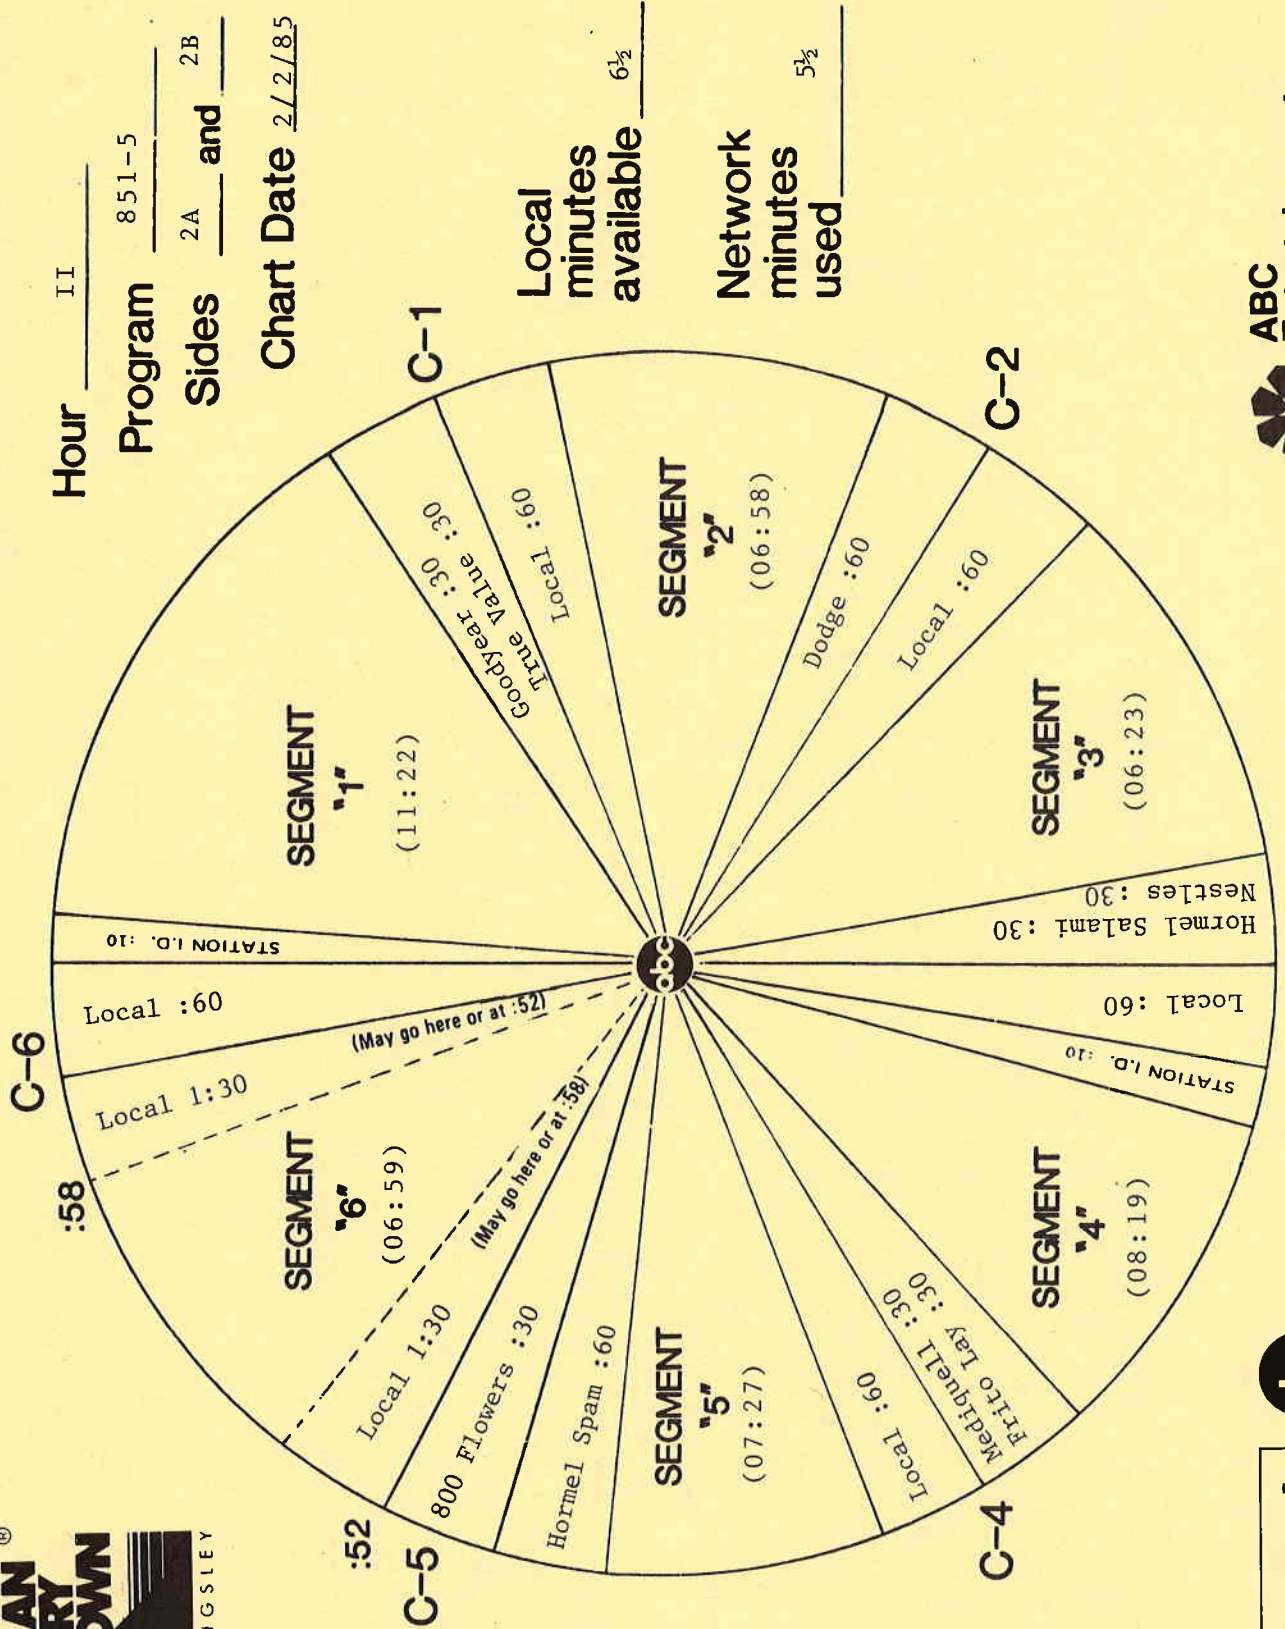 Hour II
Program 851-5
Sides 2A and 2B
Chart Date 2/2/85
Local
minutes
available 6½
Network
minutes
used 5½
C-1
C-2
C-4
:52
C-5
:58
C-6
STATION I.D. :10
SEGMENT
"1"
(11:22)
Goodyear :30
True Value :30
Local :60
SEGMENT
"2"
(06:58)
Dodge :60
Local :60
SEGMENT
"3"
(06:23)
Nestles :30
Hormel Salami :30
Local :60
STATION I.D. :10
SEGMENT
"4"
(08:19)
Frito Lay :30
Mediquell :30
Local :60
SEGMENT
"5"
(07:27)
Hormel Spam :60
800 Flowers :30
Local 1:30
(May go here or at :58)
SEGMENT
"6"
(06:59)
(May go here or at :52)
Local 1:30
Local :60
abc
ABC
®
GSLEY